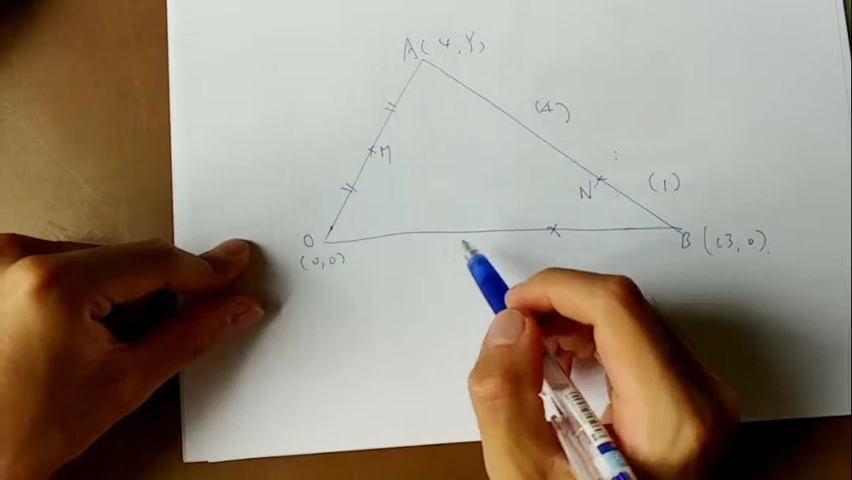 A(4,Y)
(4)
M
N
(1)
O
(0,0)
B(13,0).